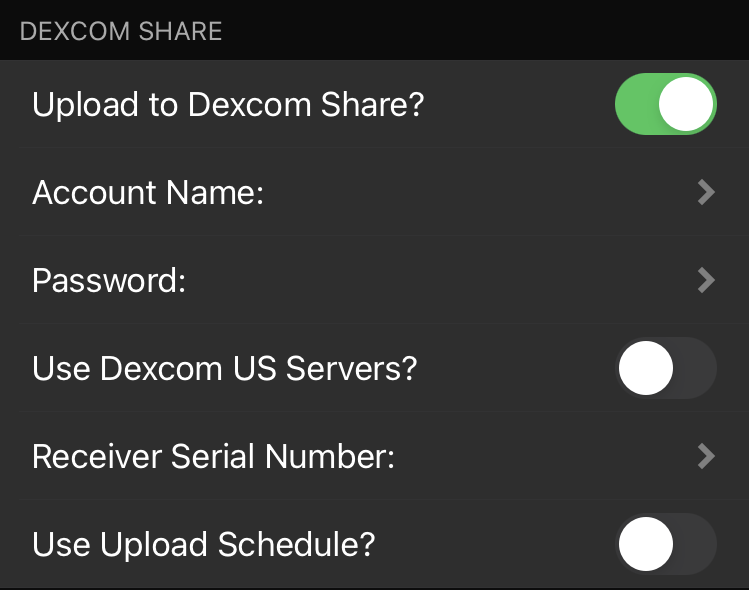 DEXCOM SHARE
Upload to Dexcom Share?
Account Name:
Password:
Use Dexcom US Servers?
Receiver Serial Number:
Use Upload Schedule?